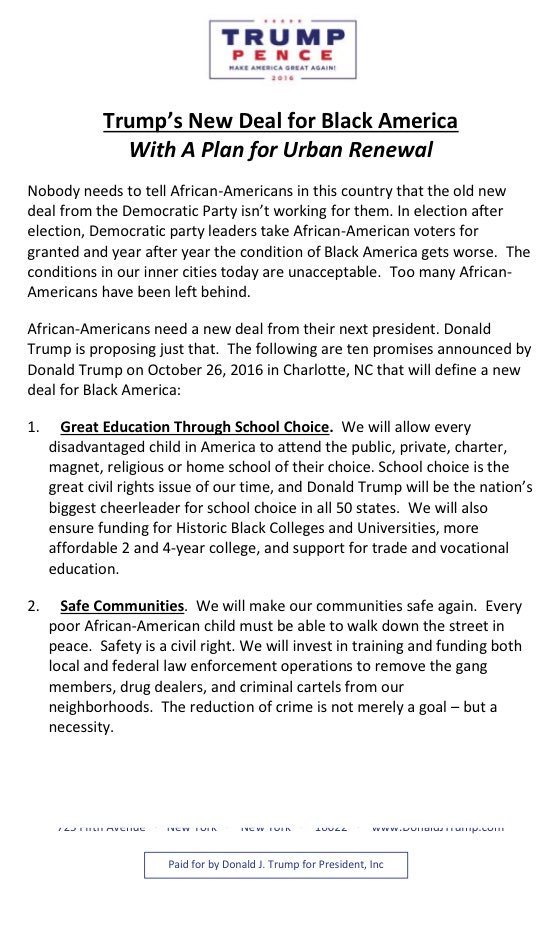 TRUMP
PENCE
MAKE AMERICA GREAT AGAIN!
2016
Trump’s New Deal for Black America
With A Plan for Urban Renewal
Nobody needs to tell African-Americans in this country that the old new
deal from the Democratic Party isn’t working for them. In election after
election, Democratic party leaders take African-American voters for
granted and year after year the condition of Black America gets worse.  The
conditions in our inner cities today are unacceptable.  Too many African-
Americans have been left behind.
African-Americans need a new deal from their next president. Donald
Trump is proposing just that.  The following are ten promises announced by
Donald Trump on October 26, 2016 in Charlotte, NC that will define a new
deal for Black America:
1. Great Education Through School Choice.  We will allow every
disadvantaged child in America to attend the public, private, charter,
magnet, religious or home school of their choice. School choice is the
great civil rights issue of our time, and Donald Trump will be the nation’s
biggest cheerleader for school choice in all 50 states.  We will also
ensure funding for Historic Black Colleges and Universities, more
affordable 2 and 4-year college, and support for trade and vocational
education.
2. Safe Communities.  We will make our communities safe again.  Every
poor African-American child must be able to walk down the street in
peace.  Safety is a civil right. We will invest in training and funding both
local and federal law enforcement operations to remove the gang
members, drug dealers, and criminal cartels from our
neighborhoods.  The reduction of crime is not merely a goal – but a
necessity.
725 Fifth Avenue · New York · New York · 10022 · www.DonaldJTrump.com
Paid for by Donald J. Trump for President, Inc